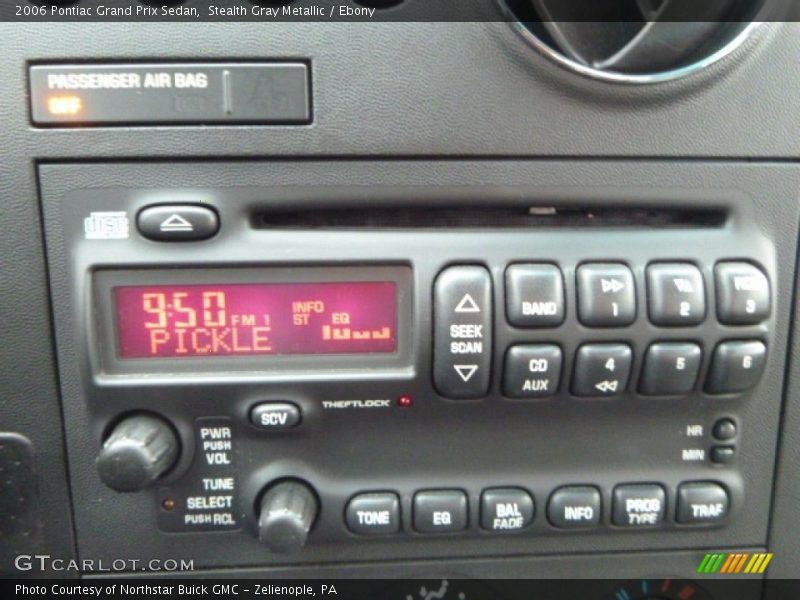 2006 Pontiac Grand Prix Sedan,  Stealth Gray Metallic / Ebony
PASSENGER AIR BAG
OFF
9:50 FM 1 INFO
ST EQ
PICKLE
SEEK
SCAN
BAND
1
2
3
CD
AUX
4
5
6
SCV
THEFTLOCK
PWR
PUSH
VOL
TUNE
SELECT
PUSH RCL
HR
MIN
TONE
EQ
BAL
FADE
INFO
PROG
TYPE
TRAF
GTCARLOT.COM
Photo Courtesy of Northstar Buick GMC – Zelienople, PA